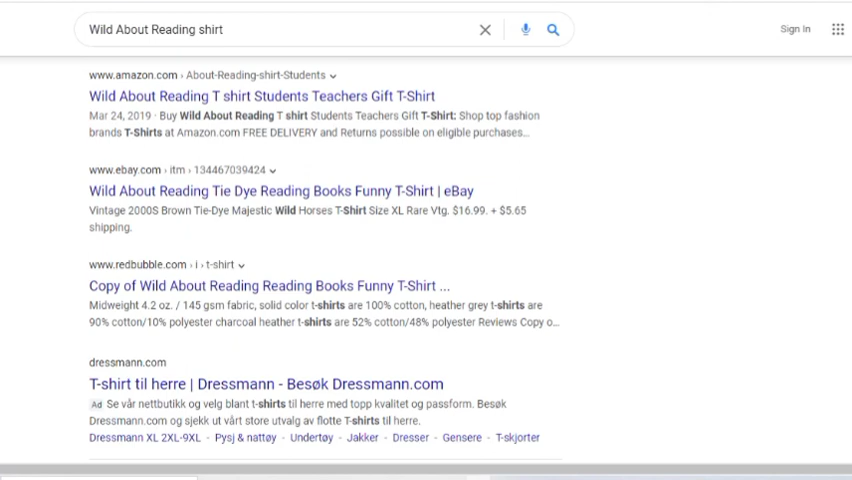 Wild About Reading shirt
Sign In
www.amazon.com › About-Reading-shirt-Students
Wild About Reading T shirt Students Teachers Gift T-Shirt
Mar 24, 2019 · Buy Wild About Reading T shirt Students Teachers Gift T-Shirt: Shop top fashion
brands T-Shirts at Amazon.com FREE DELIVERY and Returns possible on eligible purchases...
www.ebay.com › itm › 134467039424
Wild About Reading Tie Dye Reading Books Funny T-Shirt | eBay
Vintage 2000S Brown Tie-Dye Majestic Wild Horses T-Shirt Size XL Rare Vtg. $16.99. + $5.65
shipping.
www.redbubble.com › i › t-shirt
Copy of Wild About Reading Reading Books Funny T-Shirt ...
Midweight 4.2 oz. / 145 gsm fabric, solid color t-shirts are 100% cotton, heather grey t-shirts are
90% cotton/10% polyester charcoal heather t-shirts are 52% cotton/48% polyester Reviews Copy o...
dressmann.com
T-shirt til herre | Dressmann - Besøk Dressmann.com
Ad Se vår nettbutikk og velg blant t-shirts til herre med topp kvalitet og passform. Besøk
Dressmann.com og sjekk ut vårt store utvalg av flotte T-shirts til herre.
Dressmann XL 2XL-9XL - Pysj & nattøy - Undertøy - Jakker - Dresser - Gensere - T-skjorter